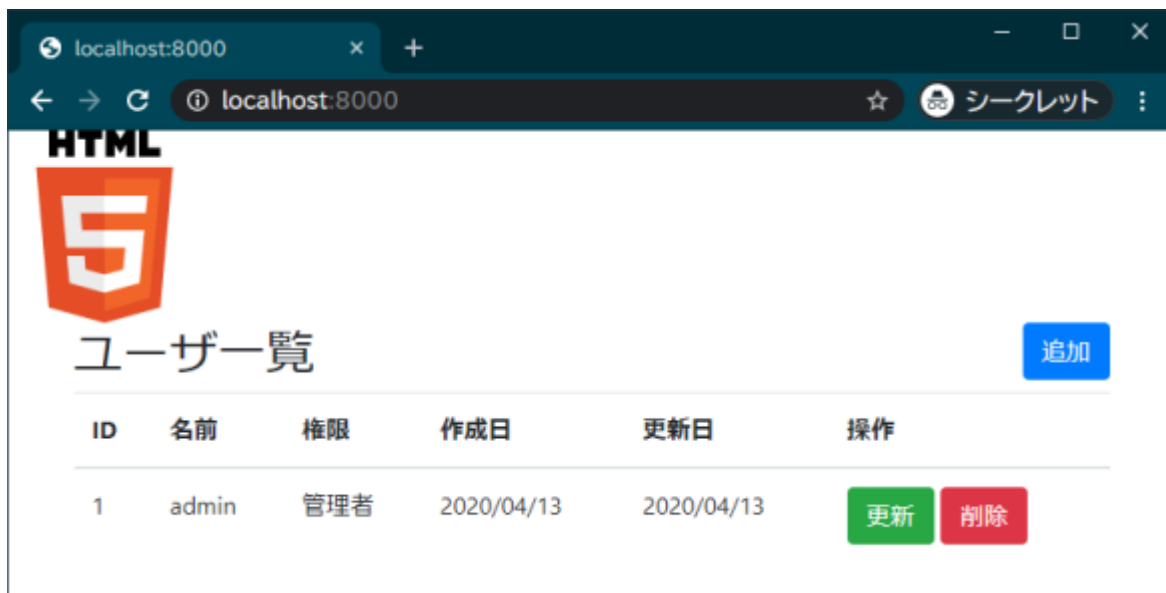 localhost:8000
localhost:8000 シークレット
HTML
5
ユーザー覧 追加
ID 名前 権限 作成日 更新日 操作
1 admin 管理者 2020/04/13 2020/04/13 更新 削除